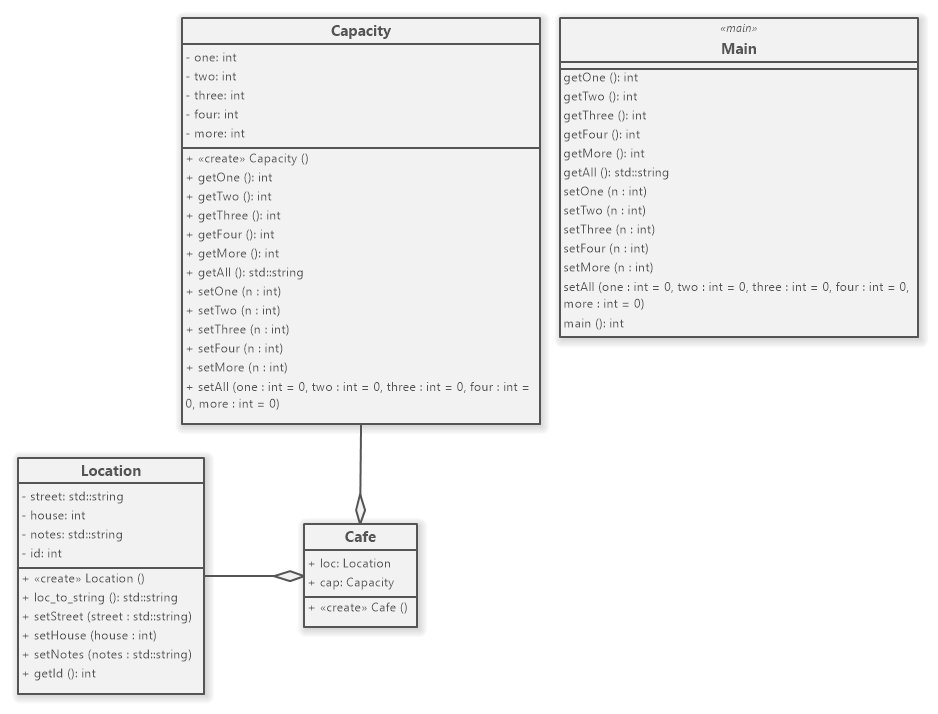 Capacity
- one: int
- two: int
- three: int
- four: int
- more: int
+ «create» Capacity ()
+ getOne (): int
+ getTwo (): int
+ getThree (): int
+ getFour (): int
+ getMore (): int
+ getAll (): std::string
+ setOne (n : int)
+ setTwo (n : int)
+ setThree (n : int)
+ setFour (n : int)
+ setMore (n : int)
+ setAll (one : int = 0, two : int = 0, three : int = 0, four : int =
0, more : int = 0)
«main»
Main
getOne (): int
getTwo (): int
getThree (): int
getFour (): int
getMore (): int
getAll (): std::string
setOne (n : int)
setTwo (n : int)
setThree (n : int)
setFour (n : int)
setMore (n : int)
setAll (one : int = 0, two : int = 0, three : int = 0, four : int = 0,
more : int = 0)
main (): int
Location
- street: std::string
- house: int
- notes: std::string
- id: int
+ «create» Location ()
+ loc_to_string (): std::string
+ setStreet (street : std::string)
+ setHouse (house : int)
+ setNotes (notes : std::string)
+ getId (): int
Cafe
+ loc: Location
+ cap: Capacity
+ «create» Cafe ()